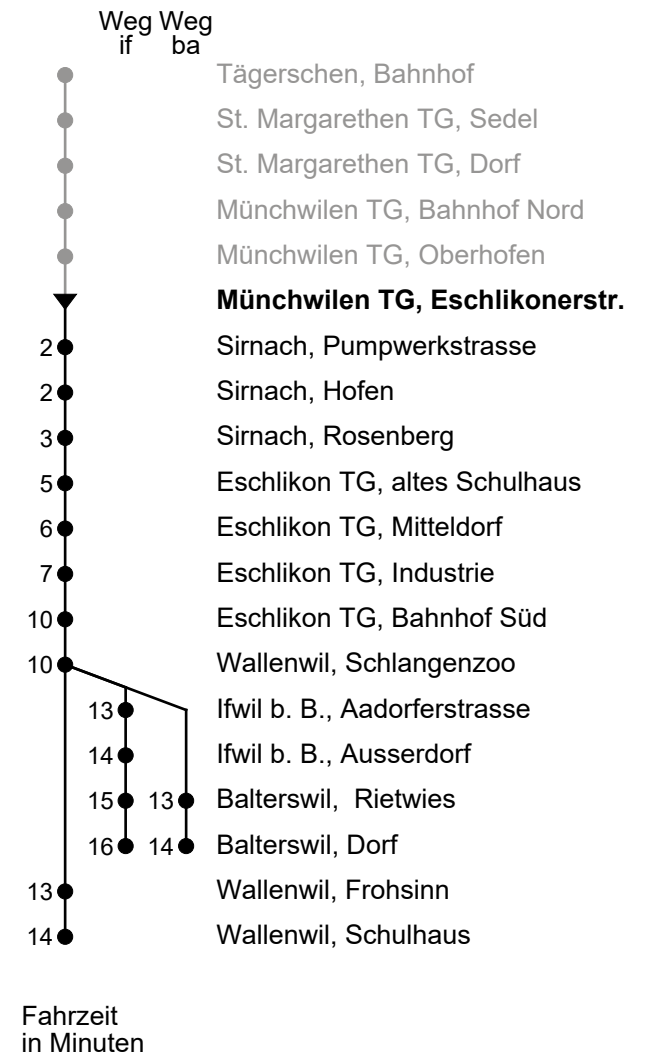 Weg Weg
if ba
Tägerschen, Bahnhof
St. Margarethen TG, Sedel
St. Margarethen TG, Dorf
Münchwilen TG, Bahnhof Nord
Münchwilen TG, Oberhofen
Münchwilen TG, Eschlikonerstr.
2 Sirnach, Pumpwerkstrasse
2 Sirnach, Hofen
3 Sirnach, Rosenberg
5 Eschlikon TG, altes Schulhaus
6 Eschlikon TG, Mitteldorf
7 Eschlikon TG, Industrie
10 Eschlikon TG, Bahnhof Süd
10 Wallenwil, Schlangenzoo
13 Ifwil b. B., Aadorferstrasse
14 Ifwil b. B., Ausserdorf
15 13 Balterswil, Rietwies
16 14 Balterswil, Dorf
13 Wallenwil, Frohsinn
14 Wallenwil, Schulhaus
Fahrzeit
in Minuten